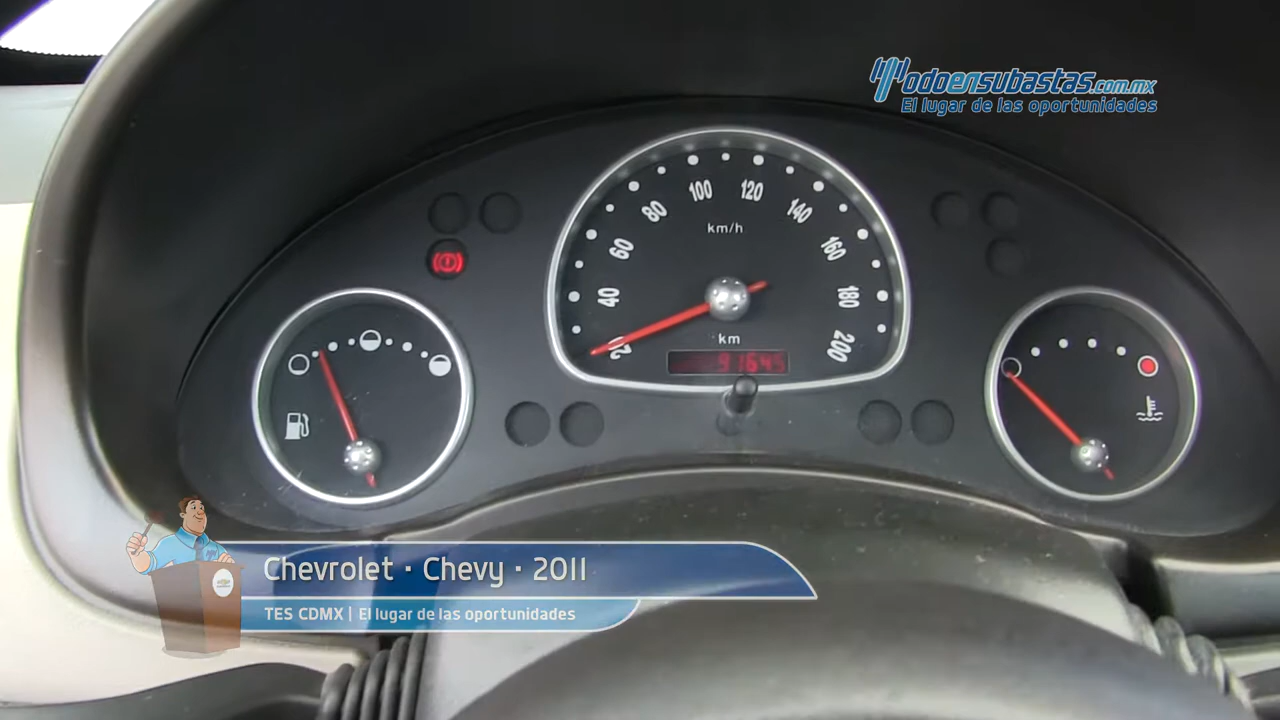 Todoensubastas.com.mx
El lugar de las oportunidades
100 120
80 140
km/h
60 160
40 180
20 200
km
91645
Chevrolet · Chevy · 2011
TES CDMX | El lugar de las oportunidades